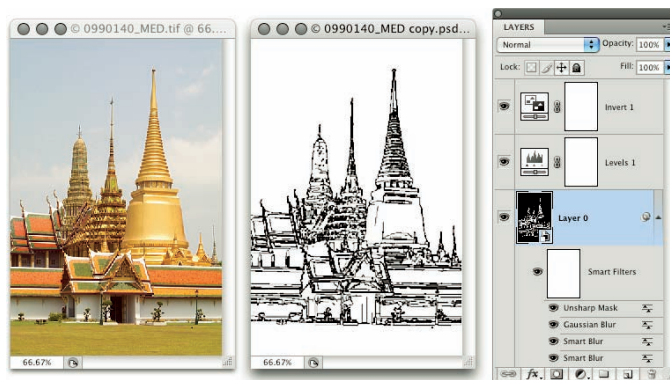 © 0990140_MED.tif @ 66....
66.67%
© 0990140_MED copy.psd...
66.67%
LAYERS
Normal Opacity: 100%
Lock: Fill: 100%
Invert 1
Levels 1
Layer 0
Smart Filters
Unsharp Mask
Gaussian Blur
Smart Blur
Smart Blur
fx.